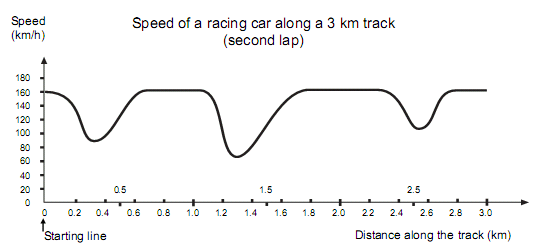 Speed
(km/h)
Speed of a racing car along a 3 km track
(second lap)
180
160
140
120
100
80
60
40
20
0
0.5
1.5
2.5
0 0.2 0.4 0.6 0.8 1.0 1.2 1.4 1.6 1.8 2.0 2.2 2.4 2.6 2.8 3.0
Starting line
Distance along the track (km)